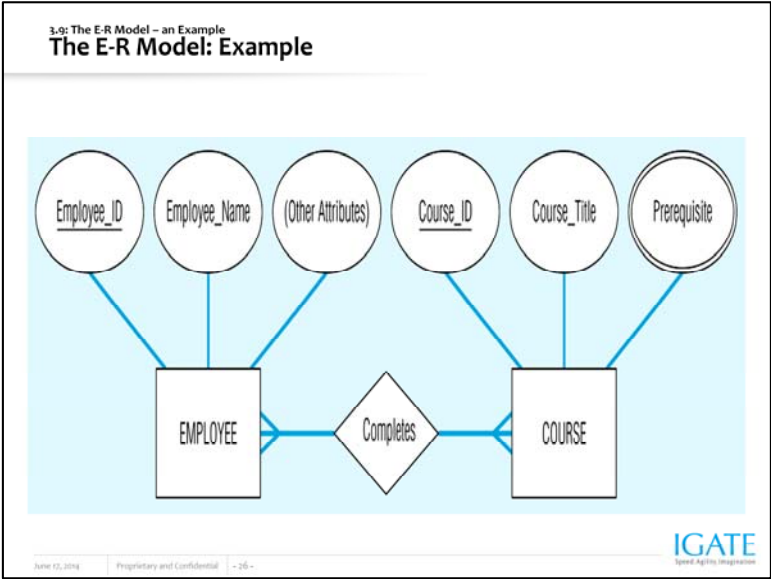 3.9: The E-R Model – an Example
The E-R Model: Example
Employee_ID
Employee_Name
(Other Attributes)
Course_ID
Course_Title
Prerequisite
EMPLOYEE
Completes
COURSE
June 17, 2014
Proprietary and Confidential
- 26 -
IGATE
Speed.Agility.Imagination